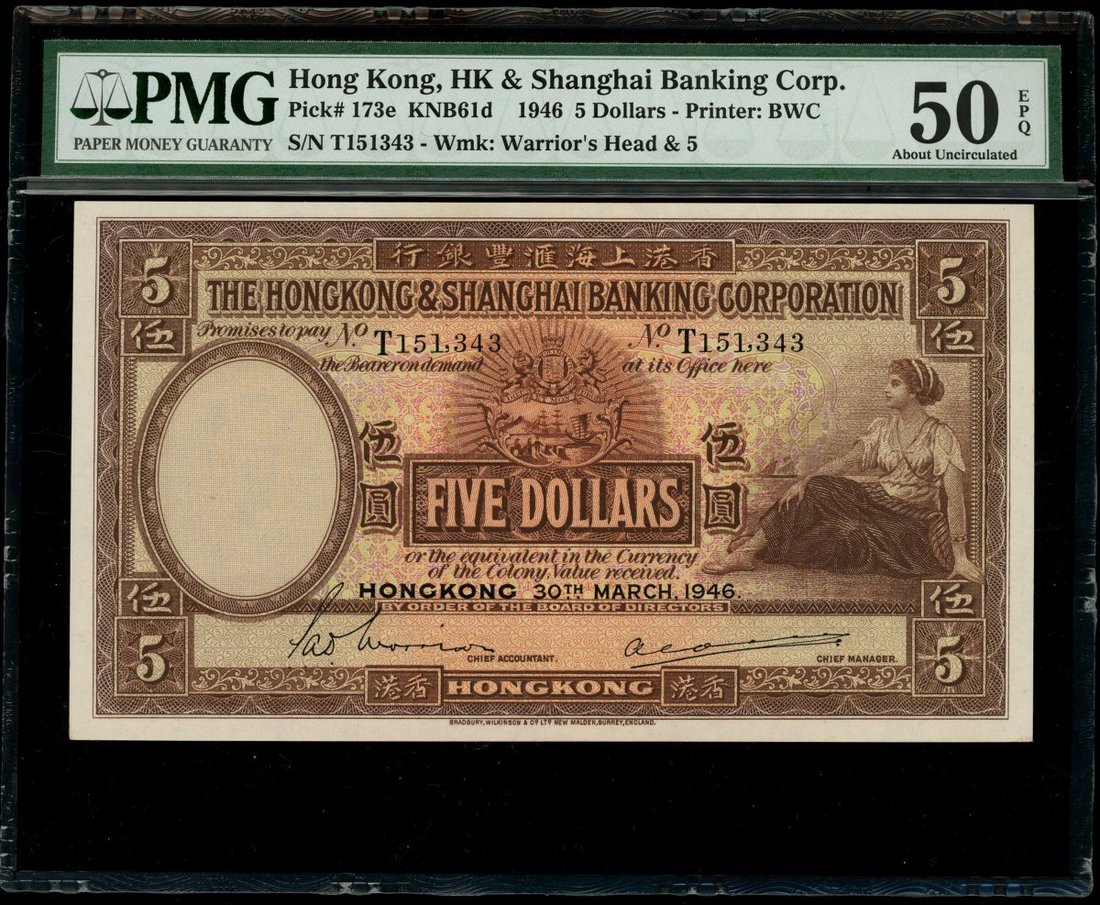 PMG
PAPER MONEY GUARANTY
Hong Kong, HK & Shanghai Banking Corp.
Pick# 173e KNB61d 1946 5 Dollars - Printer: BWC
S/N T151343 - Wmk: Warrior's Head & 5
50
EPQ
About Uncirculated
行銀豐滙海上港香
5
5
THE HONGKONG & SHANGHAI BANKING CORPORATION
伍
伍
Promises to pay No. T151,343 No. T151,343
the Bearer on demand at its Office here
伍圓
伍圓
FIVE DOLLARS
or the equivalent in the Currency
of the Colony, Value received.
HONGKONG 30TH MARCH, 1946.
伍
伍
BY ORDER OF THE BOARD OF DIRECTORS
5
5
CHIEF ACCOUNTANT.
CHIEF MANAGER.
港香 HONGKONG 港香
BRADBURY, WILKINSON & Co LTD NEW MALDEN, SURREY, ENGLAND.